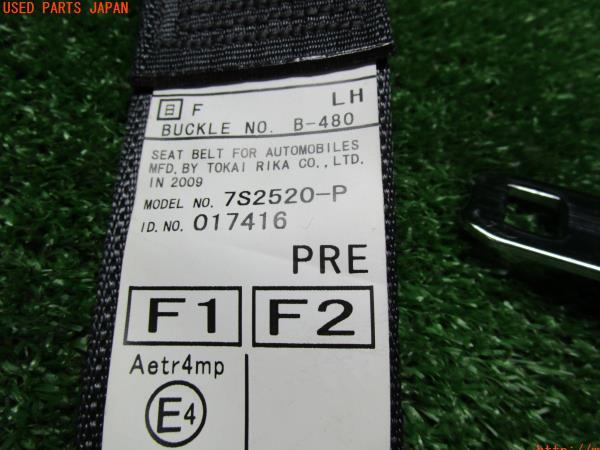 USED PARTS JAPAN
日 F LH
BUCKLE NO. B-480
SEAT BELT FOR AUTOMOBILES
MFD. BY TOKAI RIKA CO., LTD.
IN 2009
MODEL NO. 7S2520-P
ID. NO. 017416
PRE
F1 F2
Aetr4mp
E4